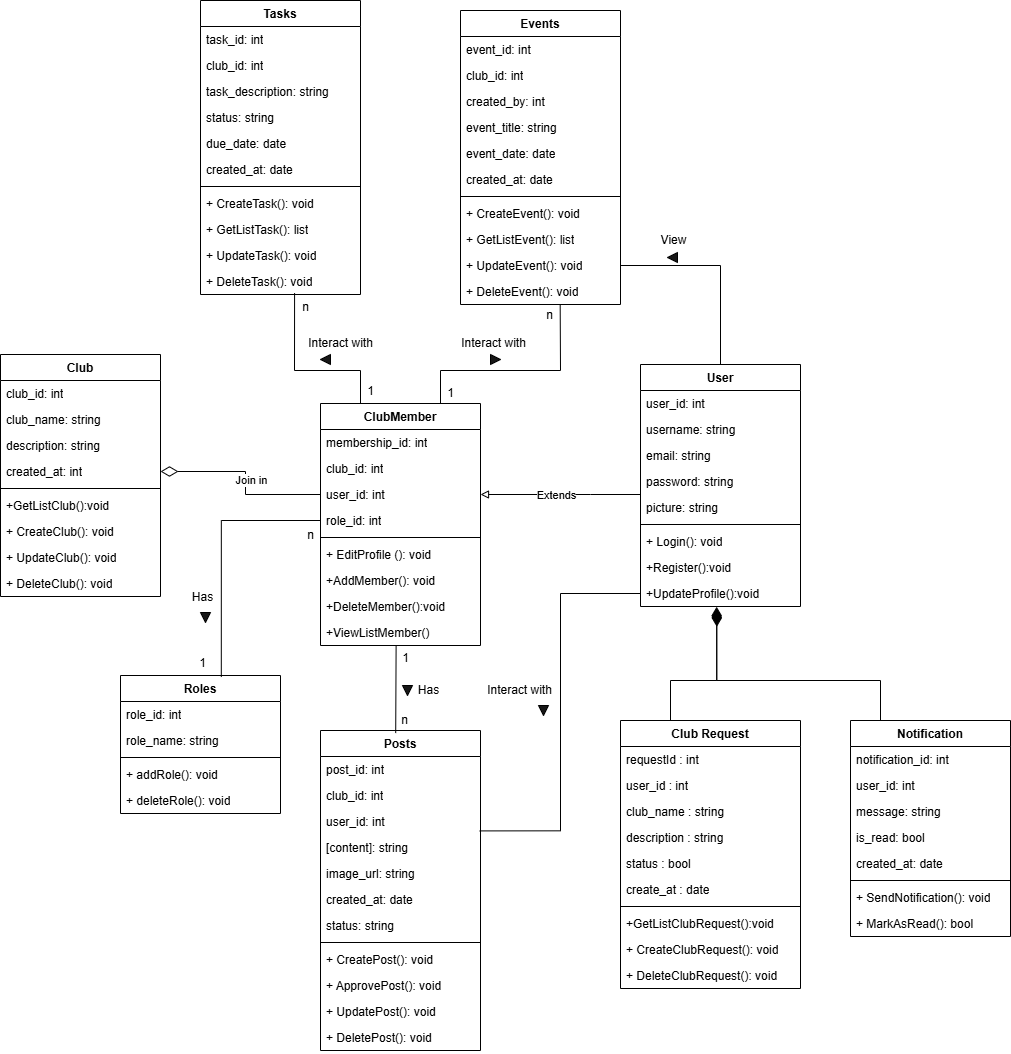 Tasks
task_id: int
club_id: int
task_description: string
status: string
due_date: date
created_at: date
+ CreateTask(): void
+ GetListTask(): list
+ UpdateTask(): void
+ DeleteTask(): void
Events
event_id: int
club_id: int
created_by: int
event_title: string
event_date: date
created_at: date
+ CreateEvent(): void
+ GetListEvent(): list
+ UpdateEvent(): void
+ DeleteEvent(): void
View
n
n
Interact with
Interact with
1
1
Club
club_id: int
club_name: string
description: string
created_at: int
+GetListClub():void
+ CreateClub(): void
+ UpdateClub(): void
+ DeleteClub(): void
Join in
ClubMember
membership_id: int
club_id: int
user_id: int
role_id: int
+ EditProfile (): void
+AddMember(): void
+DeleteMember():void
+ViewListMember()
Extends
User
user_id: int
username: string
email: string
password: string
picture: string
+ Login(): void
+Register():void
+UpdateProfile():void
n
Has
1
1
Has
n
Interact with
Roles
role_id: int
role_name: string
+ addRole(): void
+ deleteRole(): void
Posts
post_id: int
club_id: int
user_id: int
[content]: string
image_url: string
created_at: date
status: string
+ CreatePost(): void
+ ApprovePost(): void
+ UpdatePost(): void
+ DeletePost(): void
Club Request
requestId : int
user_id : int
club_name : string
description : string
status : bool
create_at : date
+GetListClubRequest():void
+ CreateClubRequest(): void
+ DeleteClubRequest(): void
Notification
notification_id: int
user_id: int
message: string
is_read: bool
created_at: date
+ SendNotification(): void
+ MarkAsRead(): bool